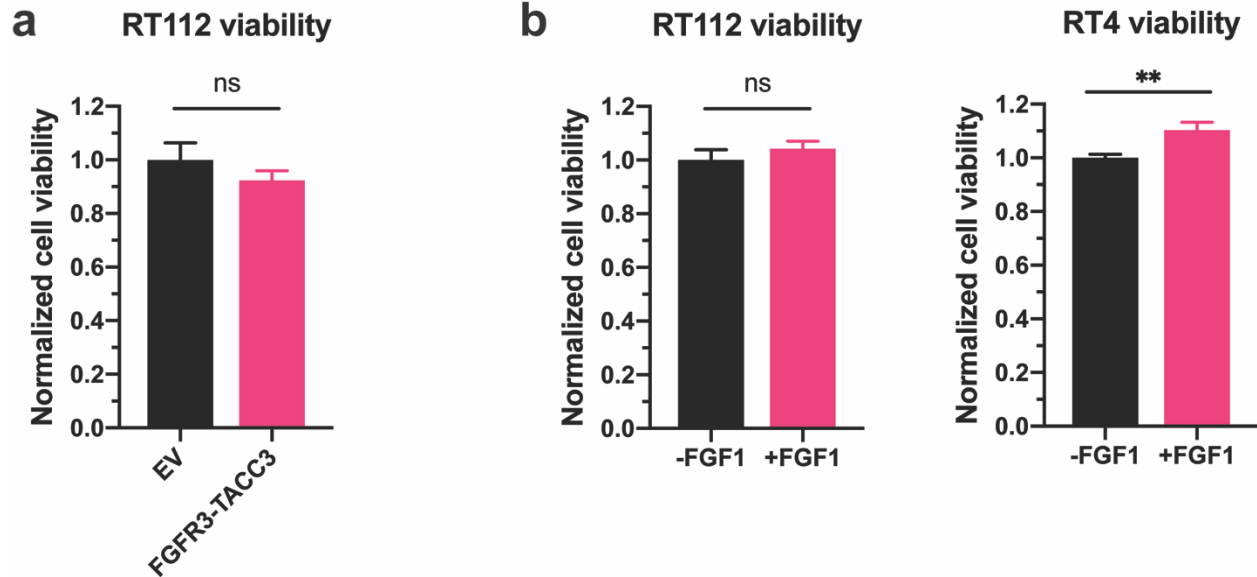 a
RT112 viability
ns
Normalized cell viability
1.2
1.0
0.8
0.6
0.4
0.2
0.0
EV
FGFR3-TACC3
b
RT112 viability
ns
Normalized cell viability
1.2
1.0
0.8
0.6
0.4
0.2
0.0
-FGF1 +FGF1
RT4 viability
**
Normalized cell viability
1.2
1.0
0.8
0.6
0.4
0.2
0.0
-FGF1 +FGF1